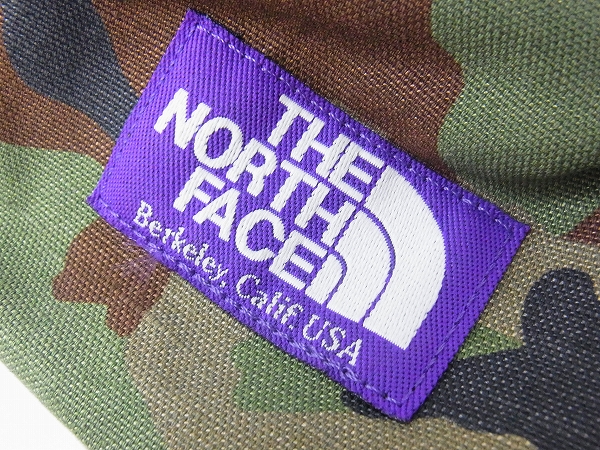 THE
NORTH
FACE
Berkeley, Calif. USA